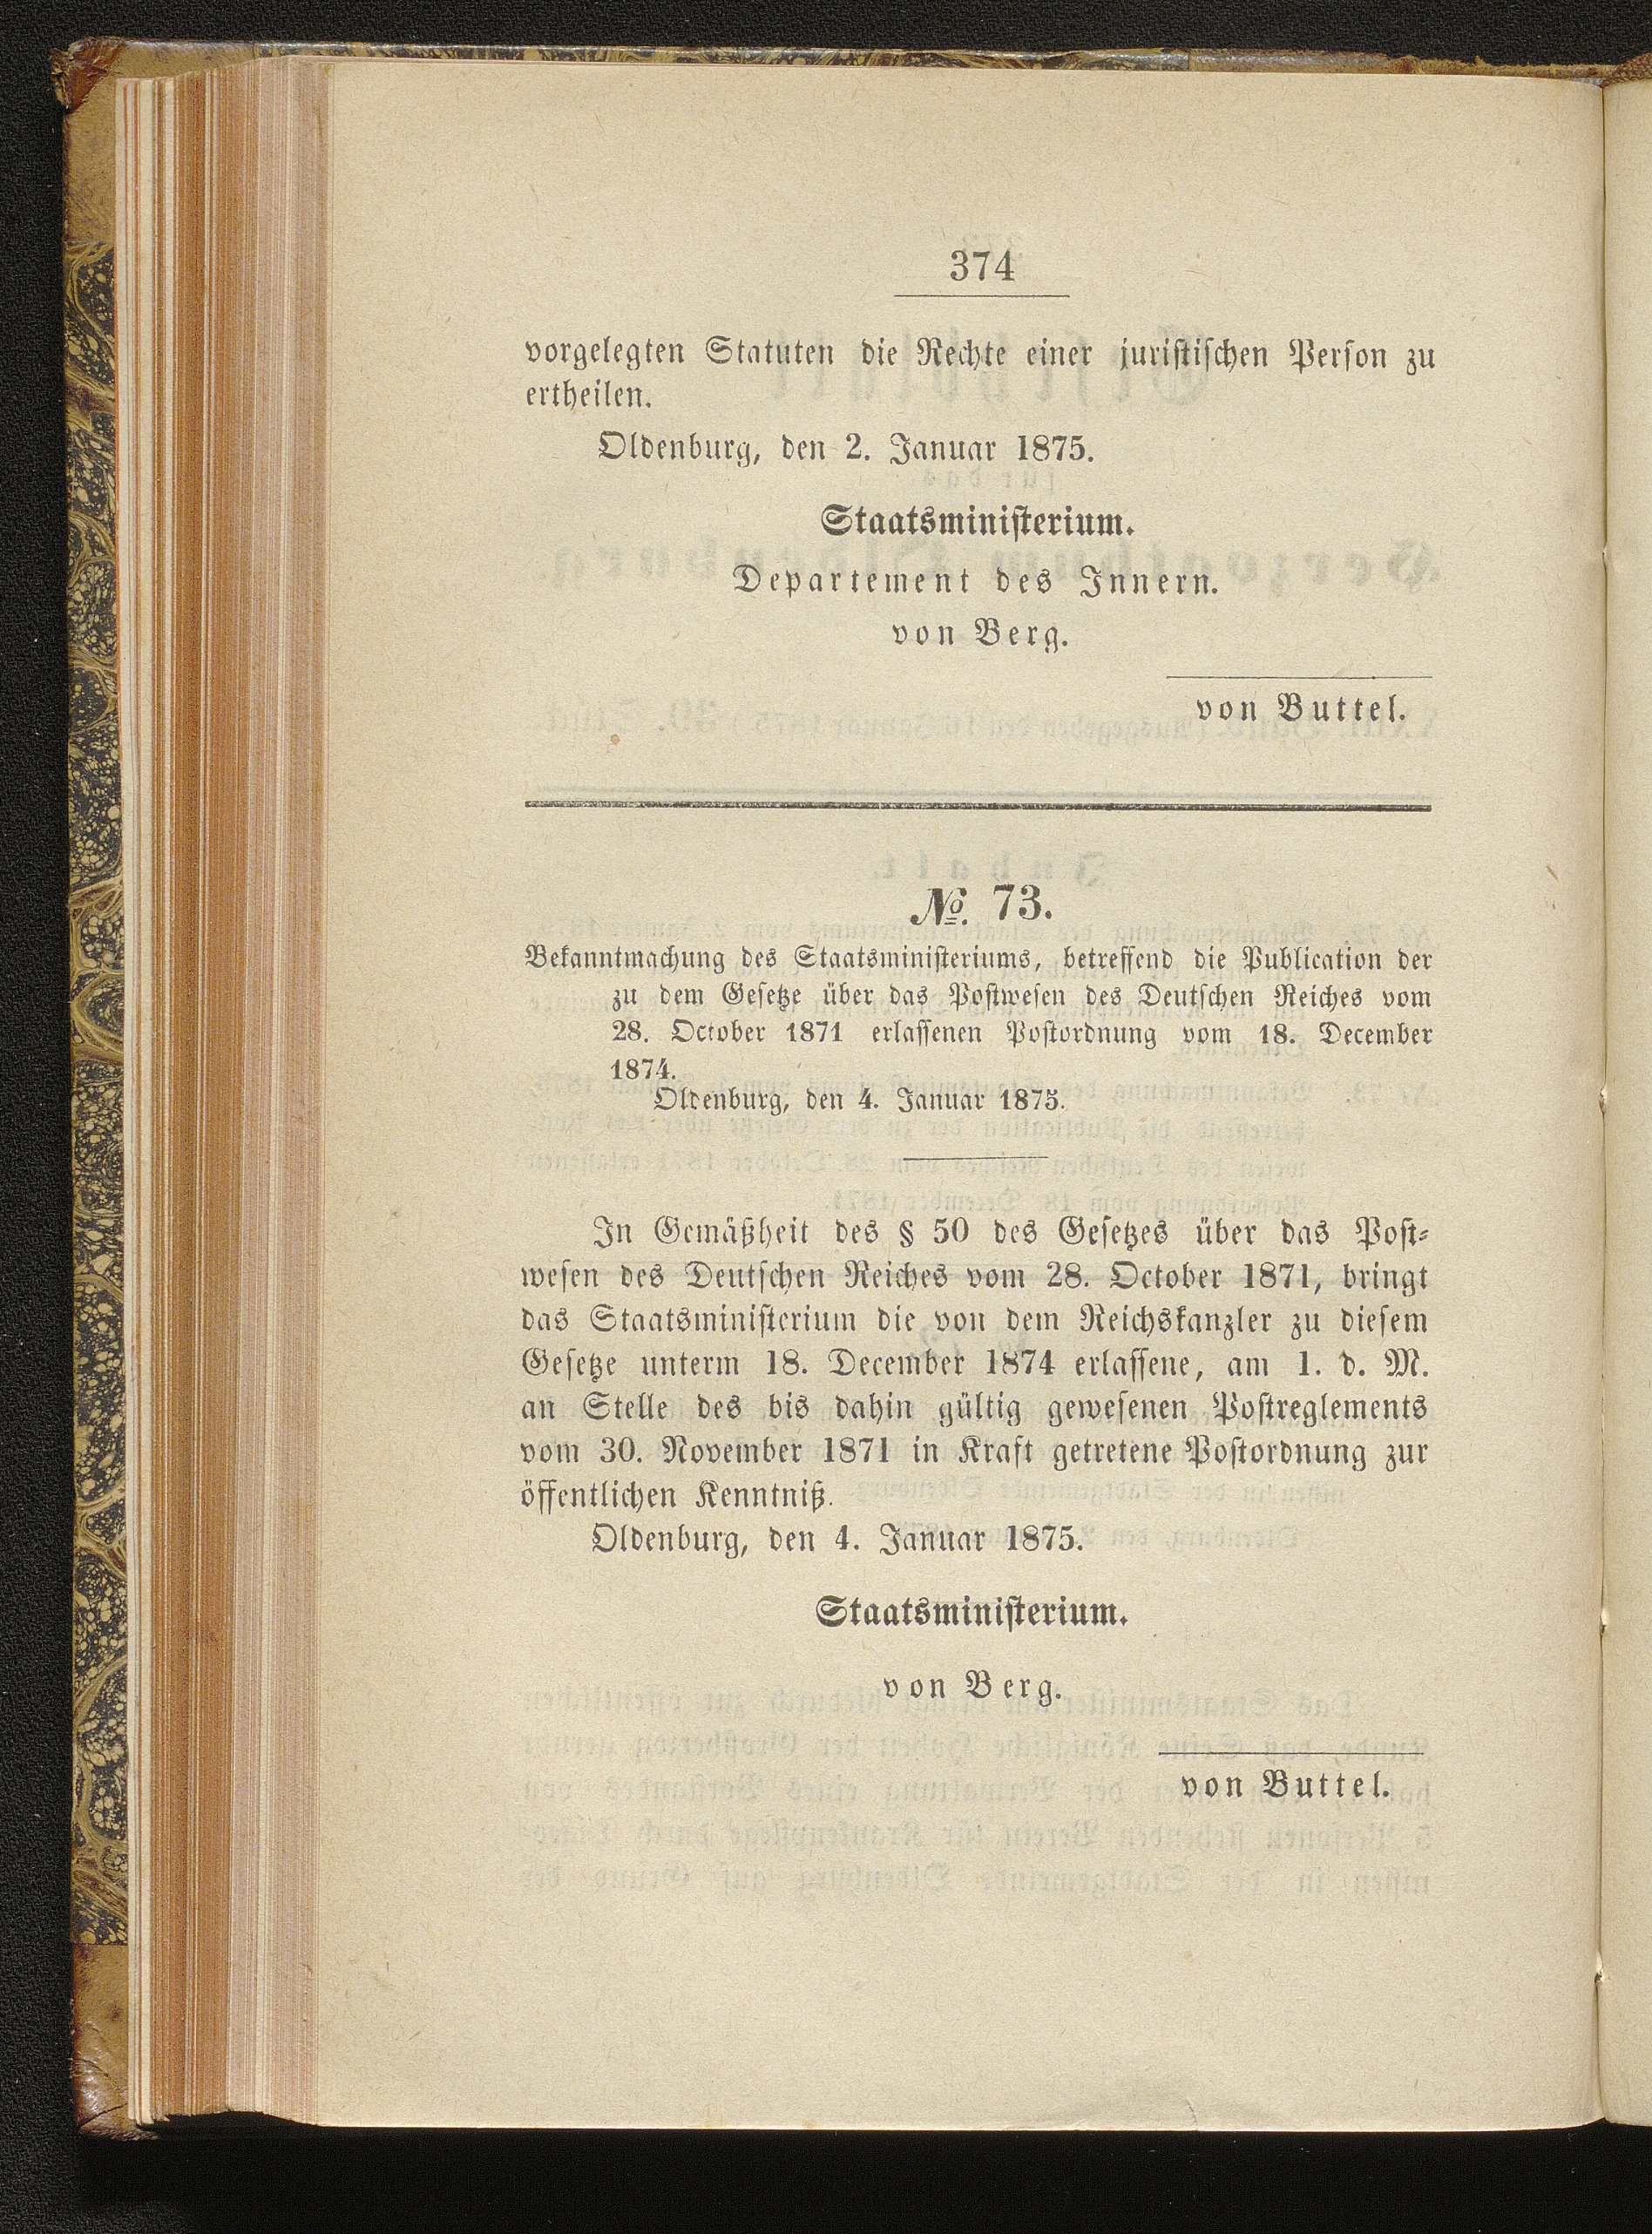 374
vorgelegten Statuten die Rechte einer juristischen Person zu
ertheilen.
Oldenburg, den 2. Januar 1875.
Staatsministerium.
Departement des Innern.
von Berg.
von Buttel.
№. 73.
Bekanntmachung des Staatsministeriums, betreffend die Publication der
zu dem Gesetze über das Postwesen des Deutschen Reiches vom
28. October 1871 erlassenen Postordnung vom 18. December
1874.
Oldenburg, den 4. Januar 1875.
In Gemäßheit des § 50 des Gesetzes über das Post-
wesen des Deutschen Reiches vom 28. October 1871, bringt
das Staatsministerium die von dem Reichskanzler zu diesem
Gesetze unterm 18. December 1874 erlassene, am 1. d. M.
an Stelle des bis dahin gültig gewesenen Postreglements
vom 30. November 1871 in Kraft getretene Postordnung zur
öffentlichen Kenntniß.
Oldenburg, den 4. Januar 1875.
Staatsministerium.
von Berg.
von Buttel.